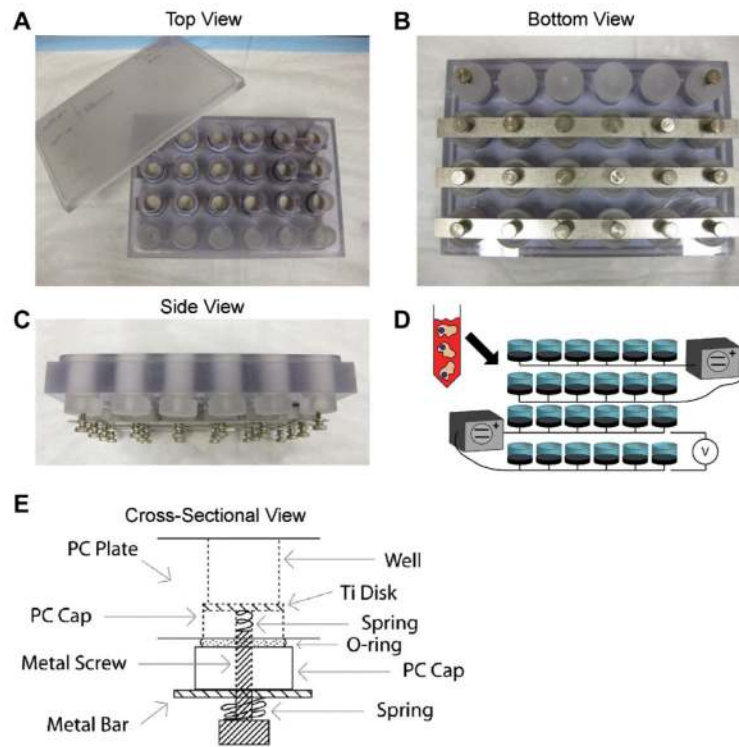 A
Top View
B
Bottom View
C
Side View
D
+
+
V
E
Cross-Sectional View
PC Plate
Well
Ti Disk
PC Cap
Spring
O-ring
Metal Screw
PC Cap
Metal Bar
Spring